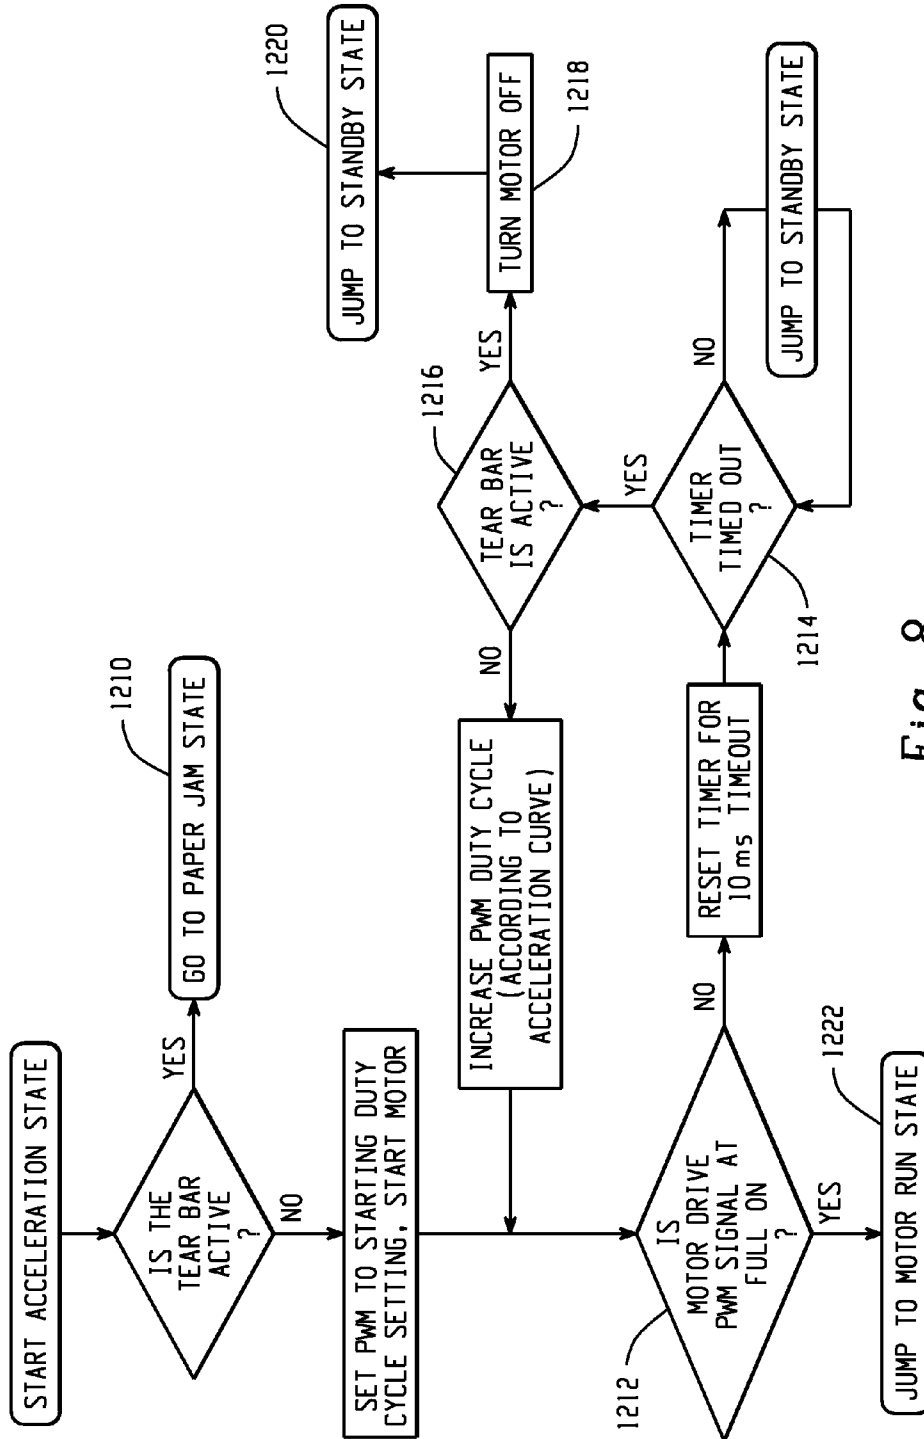 START ACCELERATION STATE
IS THE
TEAR BAR
ACTIVE
?
YES
GO TO PAPER JAM STATE
1210
NO
SET PWM TO STARTING DUTY
CYCLE SETTING, START MOTOR
INCREASE PWM DUTY CYCLE
(ACCORDING TO
ACCELERATION CURVE)
NO
TEAR BAR
IS ACTIVE
?
1216
YES
TURN MOTOR OFF
1218
JUMP TO STANDBY STATE
1220
1212
IS
MOTOR DRIVE
PWM SIGNAL AT
FULL ON
?
NO
RESET TIMER FOR
10ms TIMEOUT
TIMER
TIMED OUT
?
1214
YES
NO
JUMP TO STANDBY STATE
YES
JUMP TO MOTOR RUN STATE
1222
Fig. 8